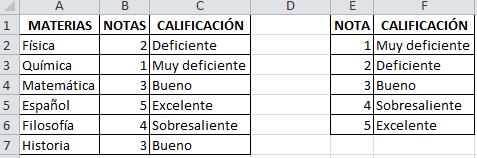 A B C D E F
1 MATERIAS NOTAS CALIFICACIÓN NOTA CALIFICACIÓN
2 Física 2 Deficiente 1 Muy deficiente
3 Química 1 Muy deficiente 2 Deficiente
4 Matemática 3 Bueno 3 Bueno
5 Español 5 Excelente 4 Sobresaliente
6 Filosofía 4 Sobresaliente 5 Excelente
7 Historia 3 Bueno